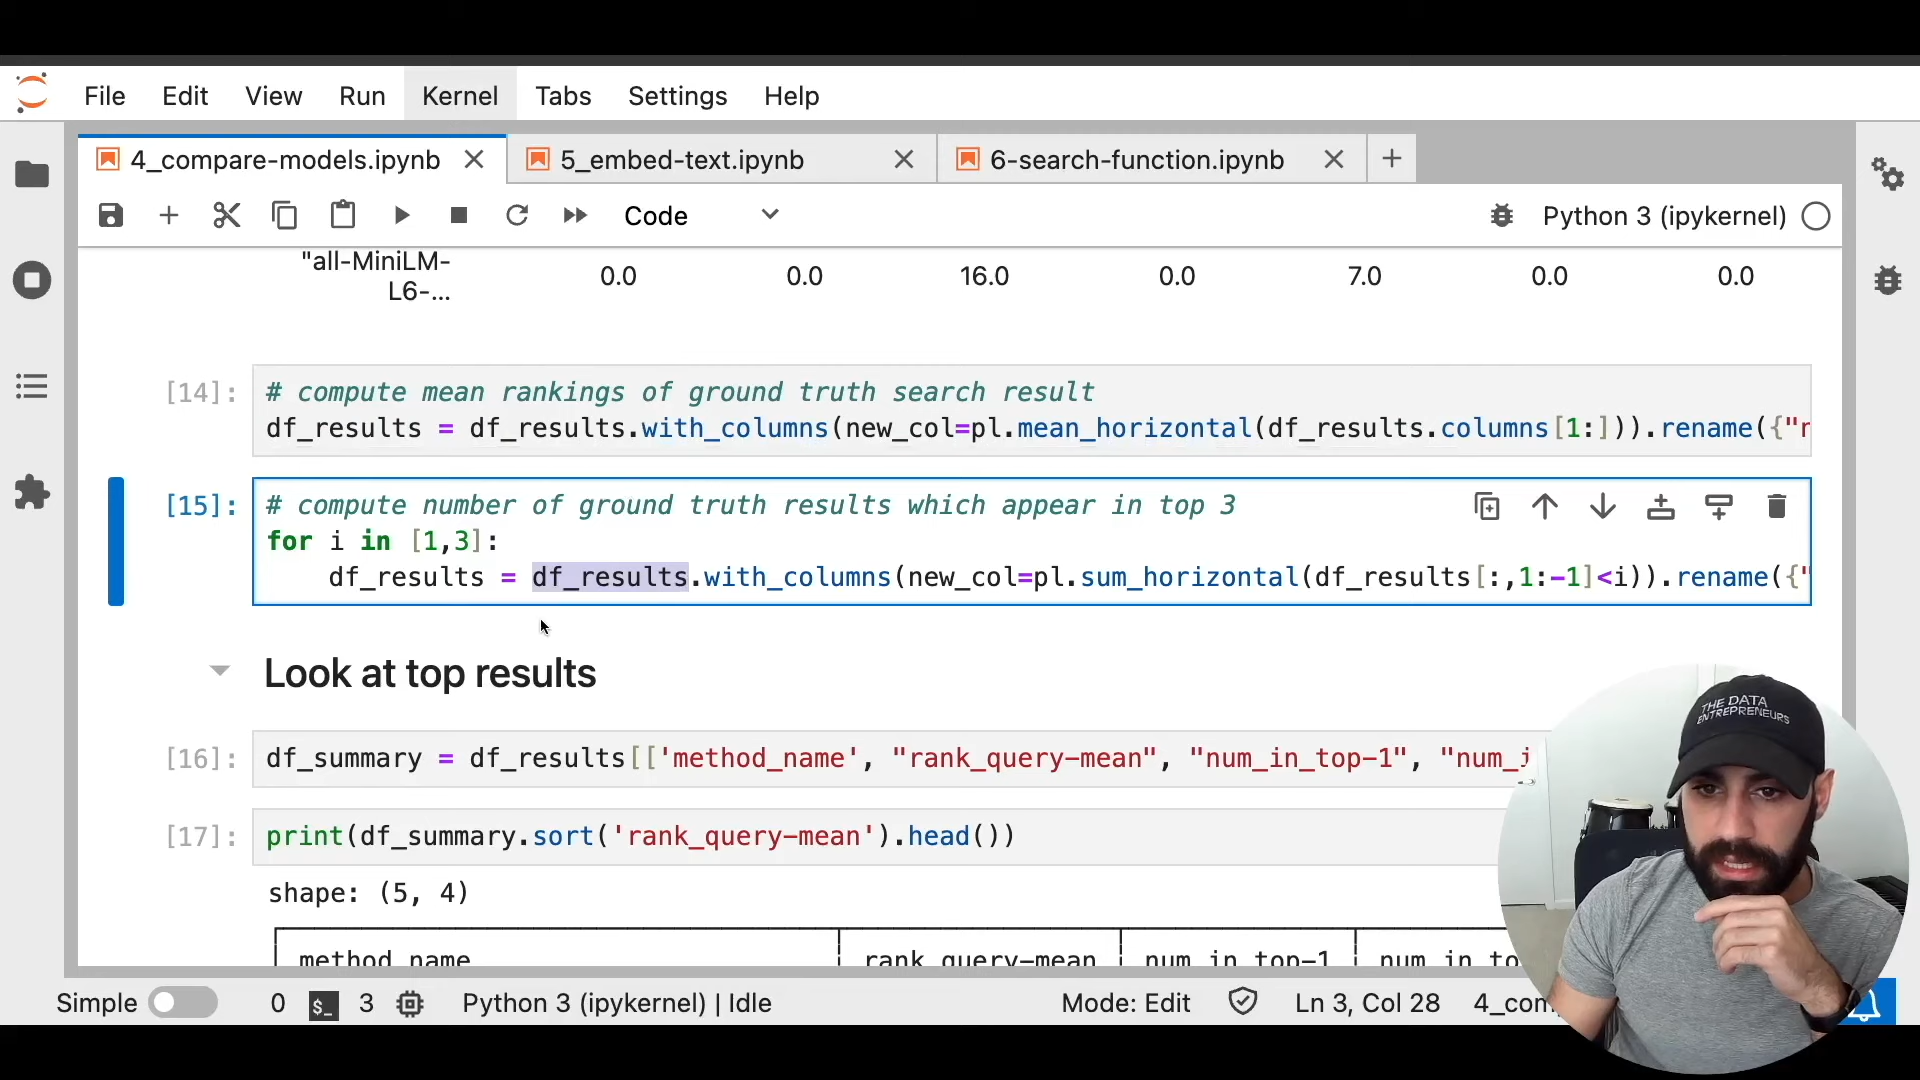 File Edit View Run Kernel Tabs Settings Help
4_compare-models.ipynb 5_embed-text.ipynb 6-search-function.ipynb
Code Python 3 (ipykernel)
"all-MiniLM-
L6-... 0.0 0.0 16.0 0.0 7.0 0.0 0.0
[14]: # compute mean rankings of ground truth search result
df_results = df_results.with_columns(new_col=pl.mean_horizontal(df_results.columns[1:])).rename({"r
[15]: # compute number of ground truth results which appear in top 3
for i in [1,3]:
df_results = df_results.with_columns(new_col=pl.sum_horizontal(df_results[:,1:-1]<i)).rename({"
Look at top results
[16]: df_summary = df_results[['method_name', "rank_query-mean", "num_in_top-1", "num_i
[17]: print(df_summary.sort('rank_query-mean').head())
shape: (5, 4)
method_name rank_query-mean num_in_top-1 num_in_to
THE DATA
ENTREPRENEURS
Simple 0 $_ 3 Python 3 (ipykernel) | Idle Mode: Edit Ln 3, Col 28 4_com